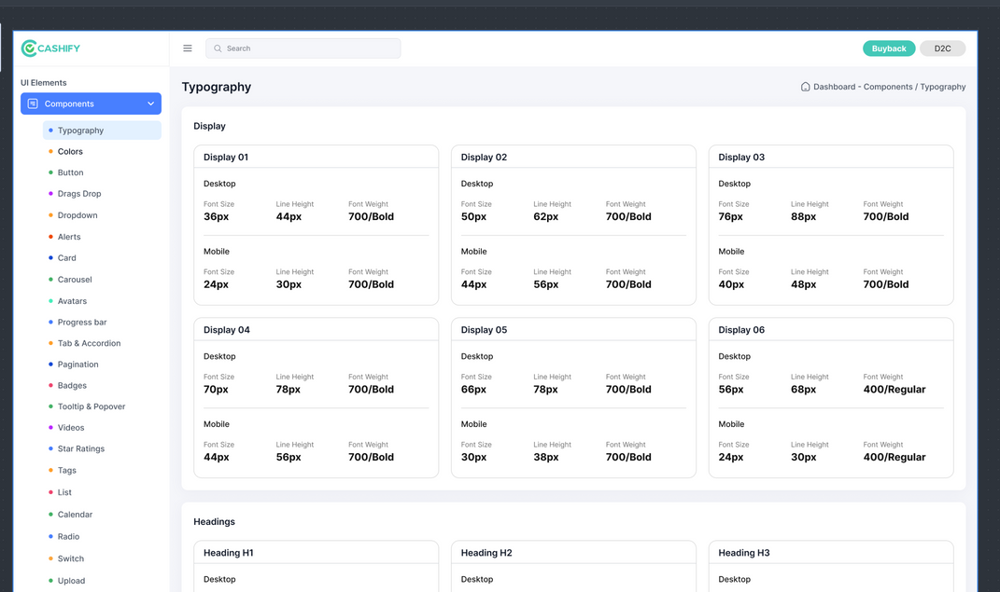 CASHIFY
Search
Buyback
D2C
UI Elements
Components
Typography
Colors
Button
Drags Drop
Dropdown
Alerts
Card
Carousel
Avatars
Progress bar
Tab & Accordion
Pagination
Badges
Tooltip & Popover
Videos
Star Ratings
Tags
List
Calendar
Radio
Switch
Upload
Typography
Dashboard - Components / Typography
Display
Display 01
Desktop
Font Size Line Height Font Weight
36px 44px 700/Bold
Mobile
Font Size Line Height Font Weight
24px 30px 700/Bold
Display 02
Desktop
Font Size Line Height Font Weight
50px 62px 700/Bold
Mobile
Font Size Line Height Font Weight
44px 56px 700/Bold
Display 03
Desktop
Font Size Line Height Font Weight
76px 88px 700/Bold
Mobile
Font Size Line Height Font Weight
40px 48px 700/Bold
Display 04
Desktop
Font Size Line Height Font Weight
70px 78px 700/Bold
Mobile
Font Size Line Height Font Weight
44px 56px 700/Bold
Display 05
Desktop
Font Size Line Height Font Weight
66px 78px 700/Bold
Mobile
Font Size Line Height Font Weight
30px 38px 700/Bold
Display 06
Desktop
Font Size Line Height Font Weight
56px 68px 400/Regular
Mobile
Font Size Line Height Font Weight
24px 30px 400/Regular
Headings
Heading H1
Desktop
Heading H2
Desktop
Heading H3
Desktop